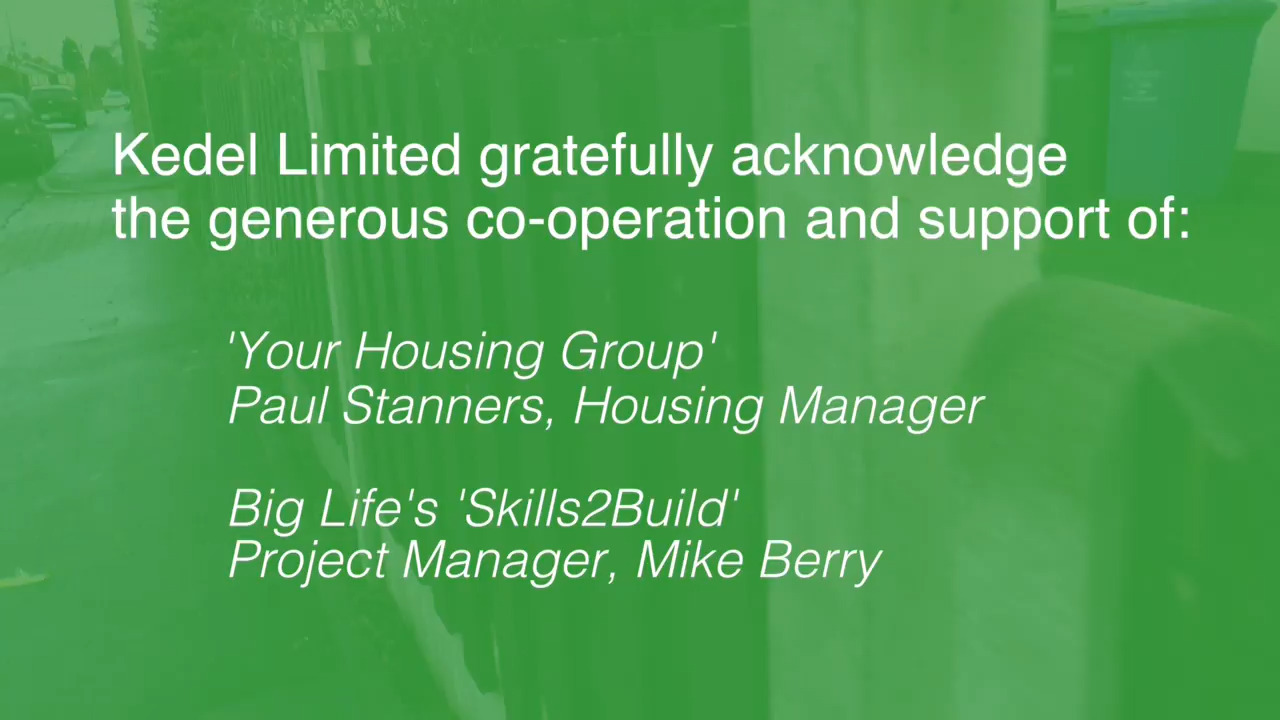 Kedel Limited gratefully acknowledge
the generous co-operation and support of:
'Your Housing Group'
Paul Stanners, Housing Manager
Big Life's 'Skills2Build'
Project Manager, Mike Berry